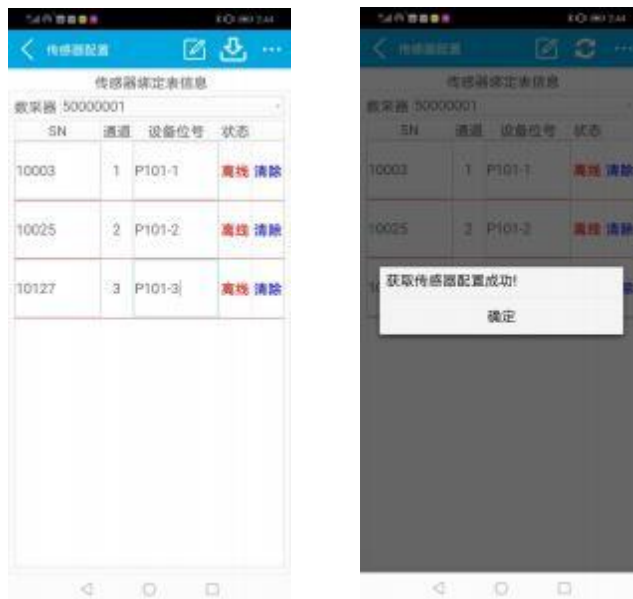 传感器配置
传感器绑定表信息
数采器 50000001
SN 通道 设备位号 状态
10003 1 P101-1 离线 清除
10025 2 P101-2 离线 清除
10127 3 P101-3 离线 清除
传感器配置
传感器绑定表信息
数采器 50000001
SN 通道 设备位号 状态
10003 1 P101-1 离线 清除
10025 2 P101-2 离线 清除
获取传感器配置成功!
确定